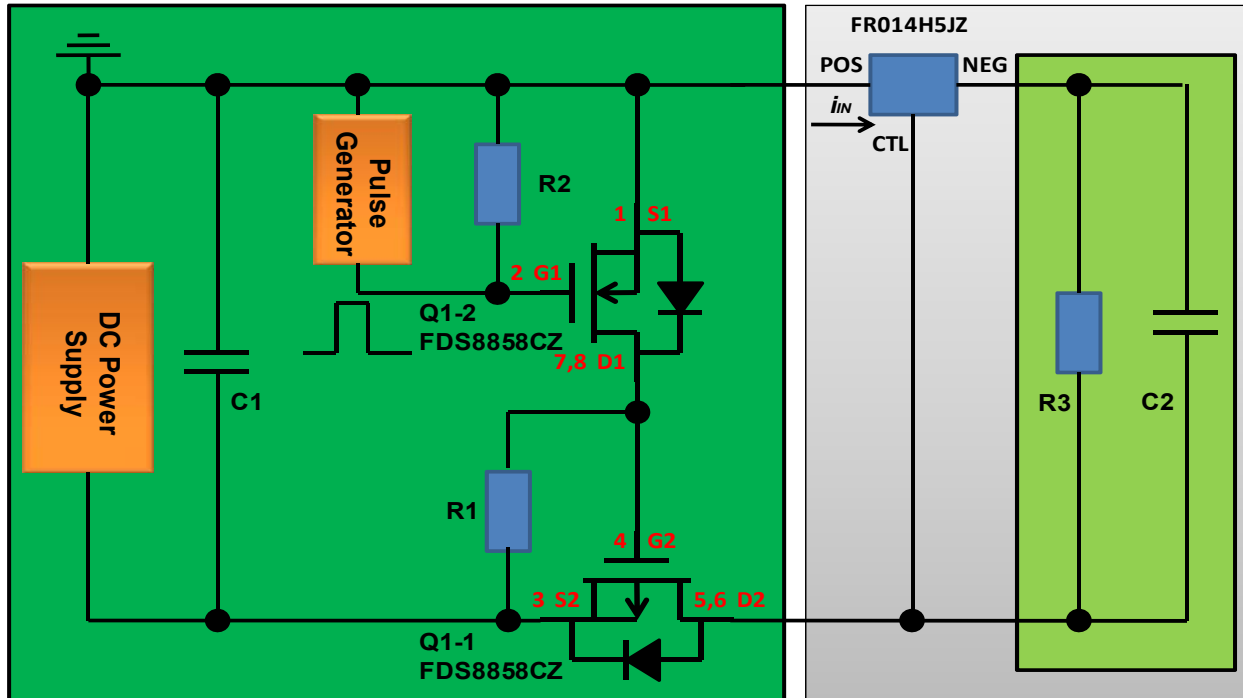 FR014H5JZ
POS
NEG
iIN
CTL
Pulse
Generator
R2
1 S1
2 G1
Q1-2
FDS8858CZ
7,8 D1
DC Power
Supply
C1
R3
C2
R1
4 G2
3 S2
5,6 D2
Q1-1
FDS8858CZ